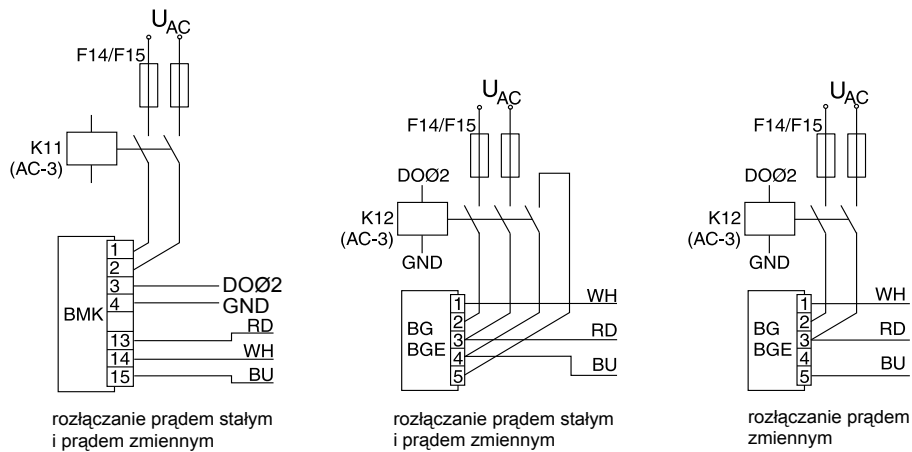 UAC
F14/F15
K11
(AC-3)
BMK
1
2
3
4
13
14
15
DOØ2
GND
RD
WH
BU
rozłączanie prądem stałym
i prądem zmiennym
UAC
F14/F15
DOØ2
K12
(AC-3)
GND
BG
BGE
1
2
3
4
5
WH
RD
BU
rozłączanie prądem stałym
i prądem zmiennym
UAC
F14/F15
DOØ2
K12
(AC-3)
GND
BG
BGE
1
2
3
4
5
WH
RD
BU
rozłączanie prądem
zmiennym